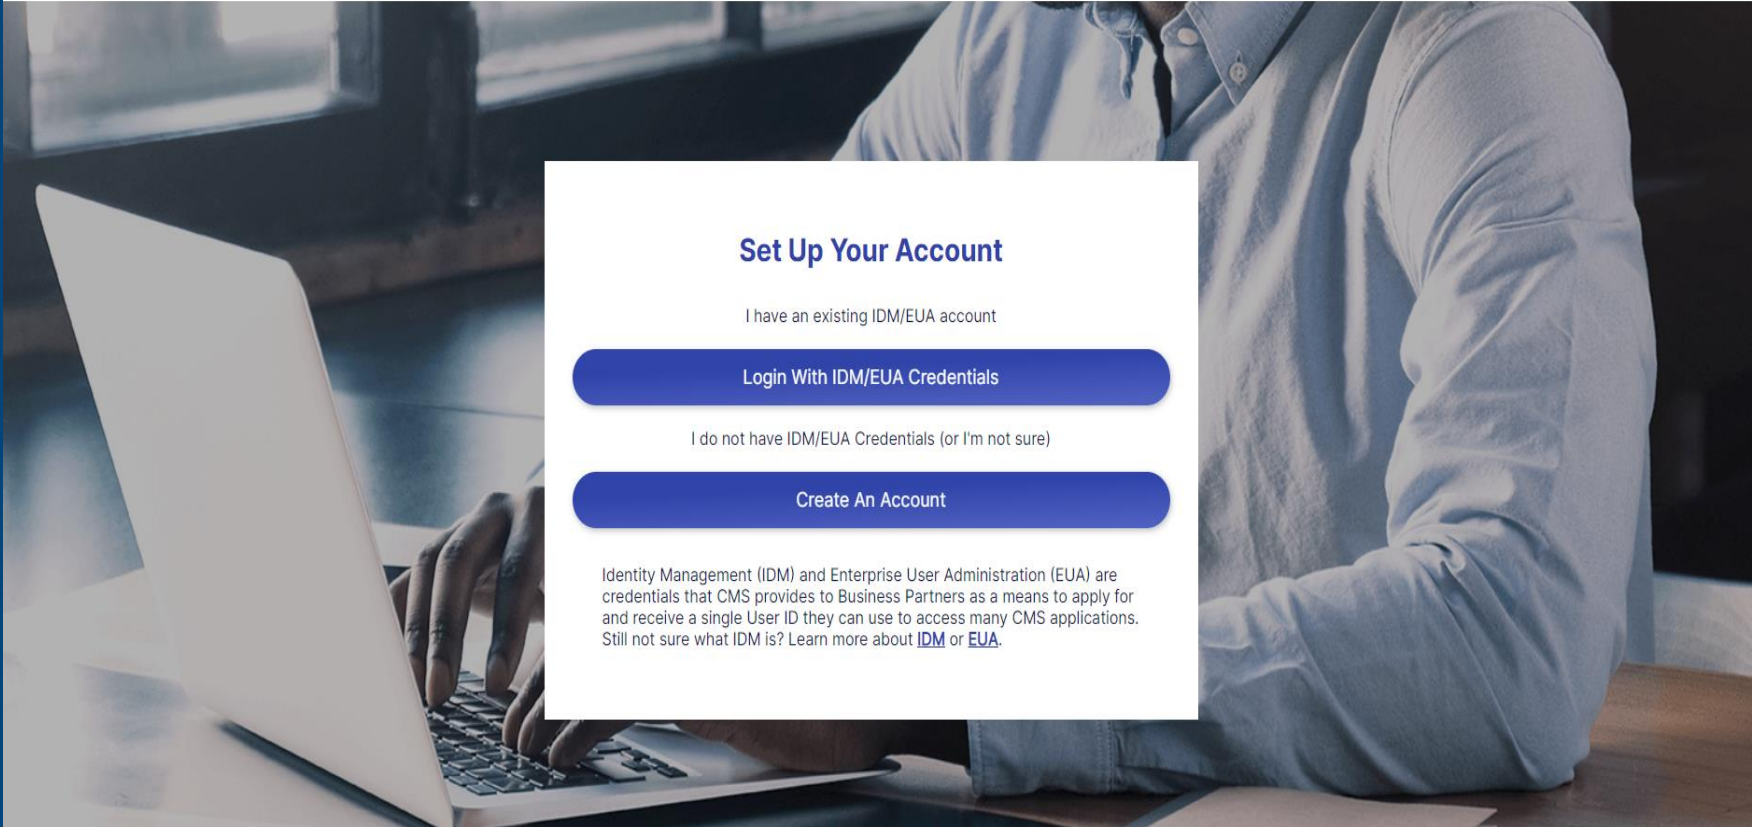 Set Up Your Account
I have an existing IDM/EUA account
Login With IDM/EUA Credentials
I do not have IDM/EUA Credentials (or I'm not sure)
Create An Account
Identity Management (IDM) and Enterprise User Administration (EUA) are
credentials that CMS provides to Business Partners as a means to apply for
and receive a single User ID they can use to access many CMS applications.
Still not sure what IDM is? Learn more about IDM or EUA.